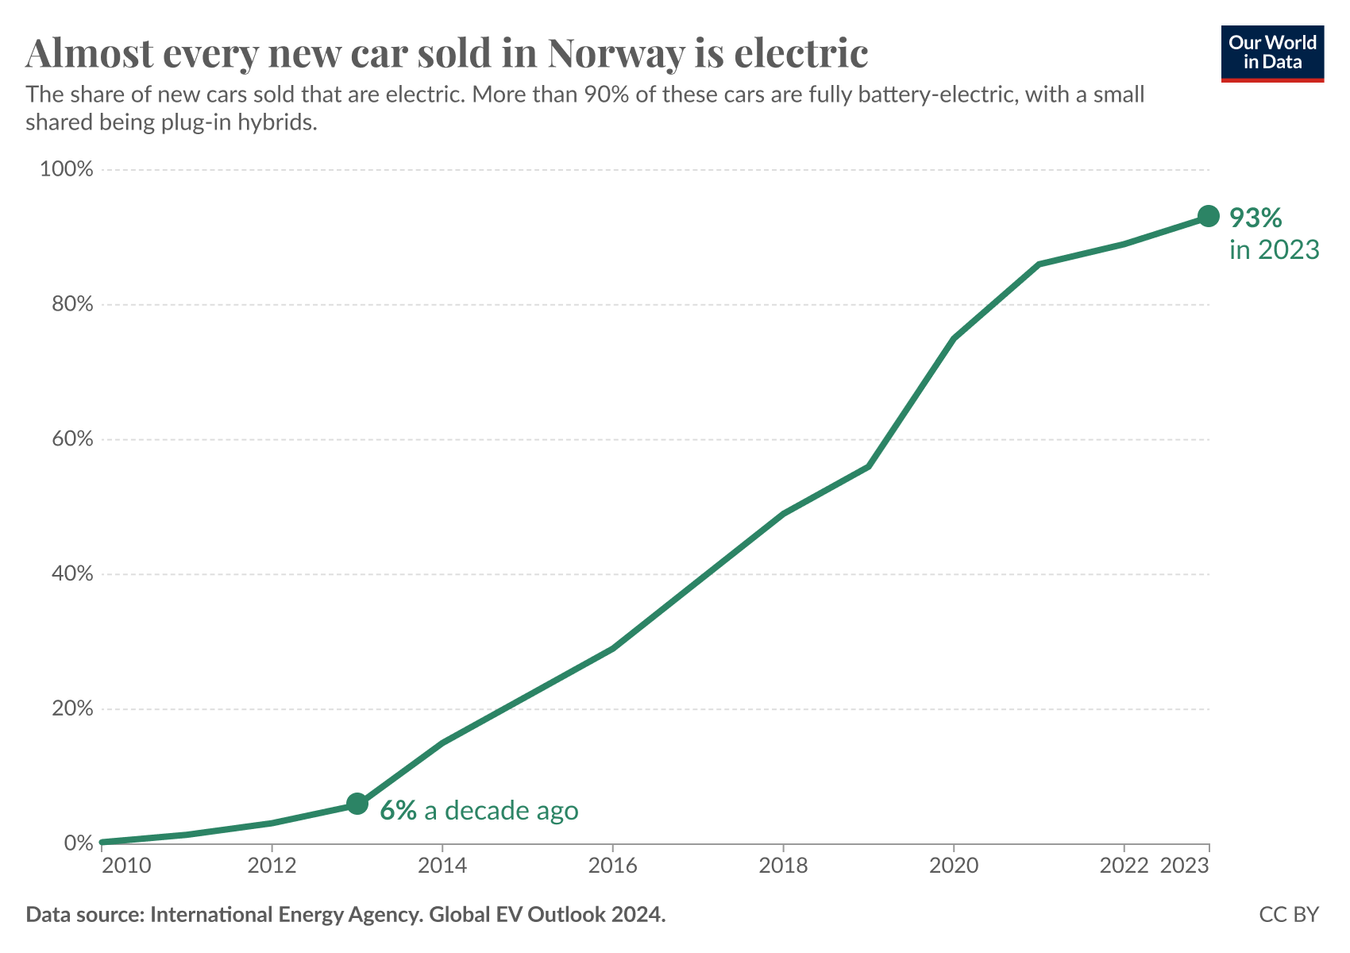 Almost every new car sold in Norway is electric
Our World
in Data
The share of new cars sold that are electric. More than 90% of these cars are fully battery-electric, with a small
shared being plug-in hybrids.
100%
93%
in 2023
80%
60%
40%
20%
6% a decade ago
0%
2010 2012 2014 2016 2018 2020 2022 2023
Data source: International Energy Agency. Global EV Outlook 2024.
CC BY